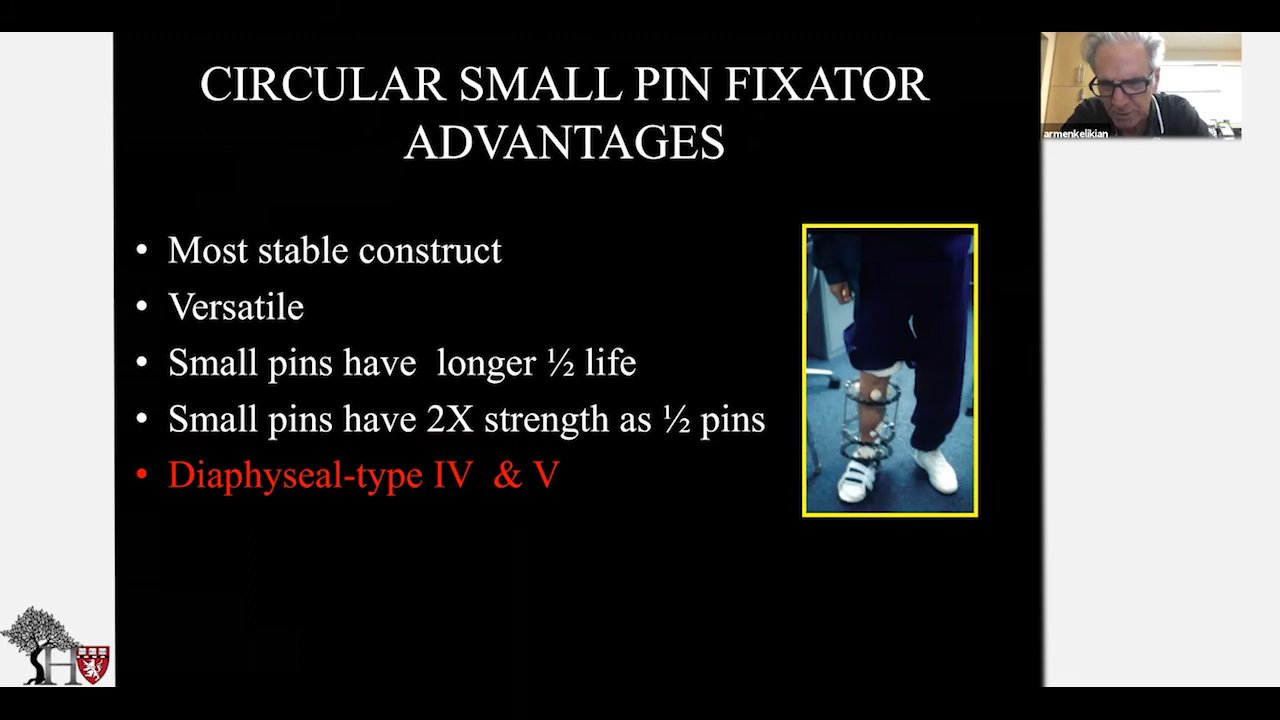 CIRCULAR SMALL PIN FIXATOR
ADVANTAGES
armenkelikian
• Most stable construct
• Versatile
• Small pins have longer ½ life
• Small pins have 2X strength as ½ pins
• Diaphyseal-type IV & V
H